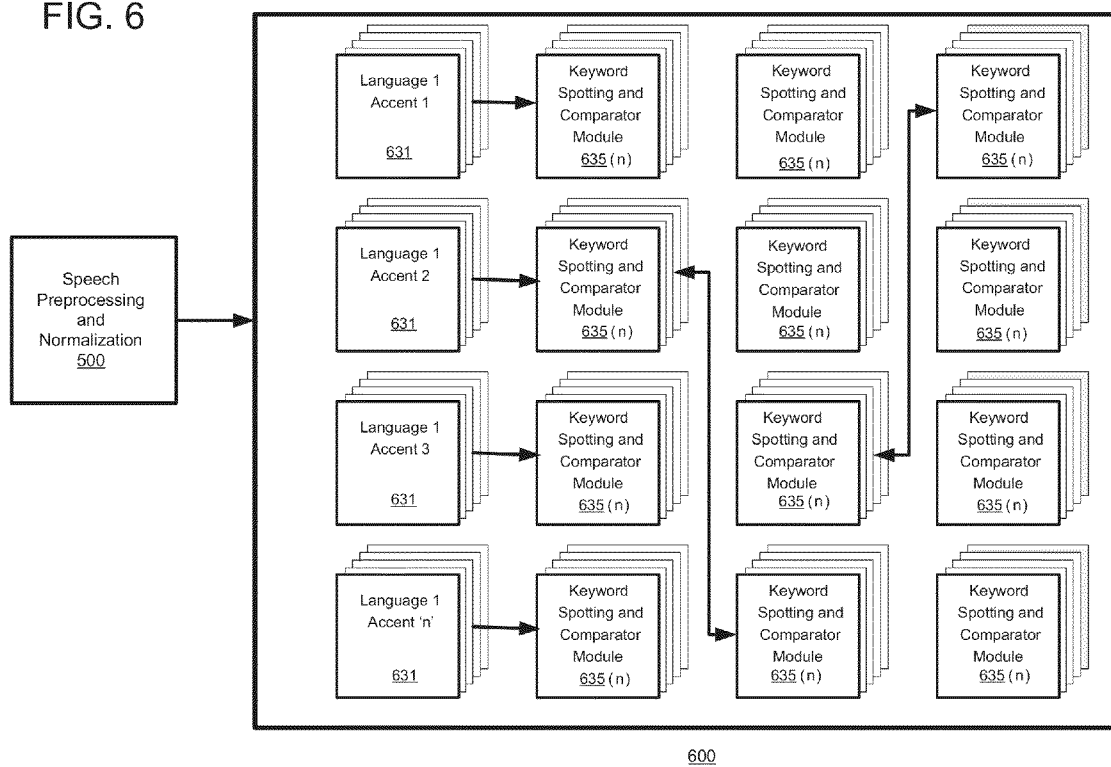 FIG. 6
Language 1
Accent 1
631
Keyword
Spotting and
Comparator
Module
635 (n)
Keyword
Spotting and
Comparator
Module
635 (n)
Keyword
Spotting and
Comparator
Module
635 (n)
Speech
Preprocessing
and
Normalization
500
Language 1
Accent 2
631
Keyword
Spotting and
Comparator
Module
635 (n)
Keyword
Spotting and
Comparator
Module
635 (n)
Keyword
Spotting and
Comparator
Module
635 (n)
Language 1
Accent 3
631
Keyword
Spotting and
Comparator
Module
635 (n)
Keyword
Spotting and
Comparator
Module
635 (n)
Keyword
Spotting and
Comparator
Module
635 (n)
Language 1
Accent 'n'
631
Keyword
Spotting and
Comparator
Module
635 (n)
Keyword
Spotting and
Comparator
Module
635 (n)
Keyword
Spotting and
Comparator
Module
635 (n)
600